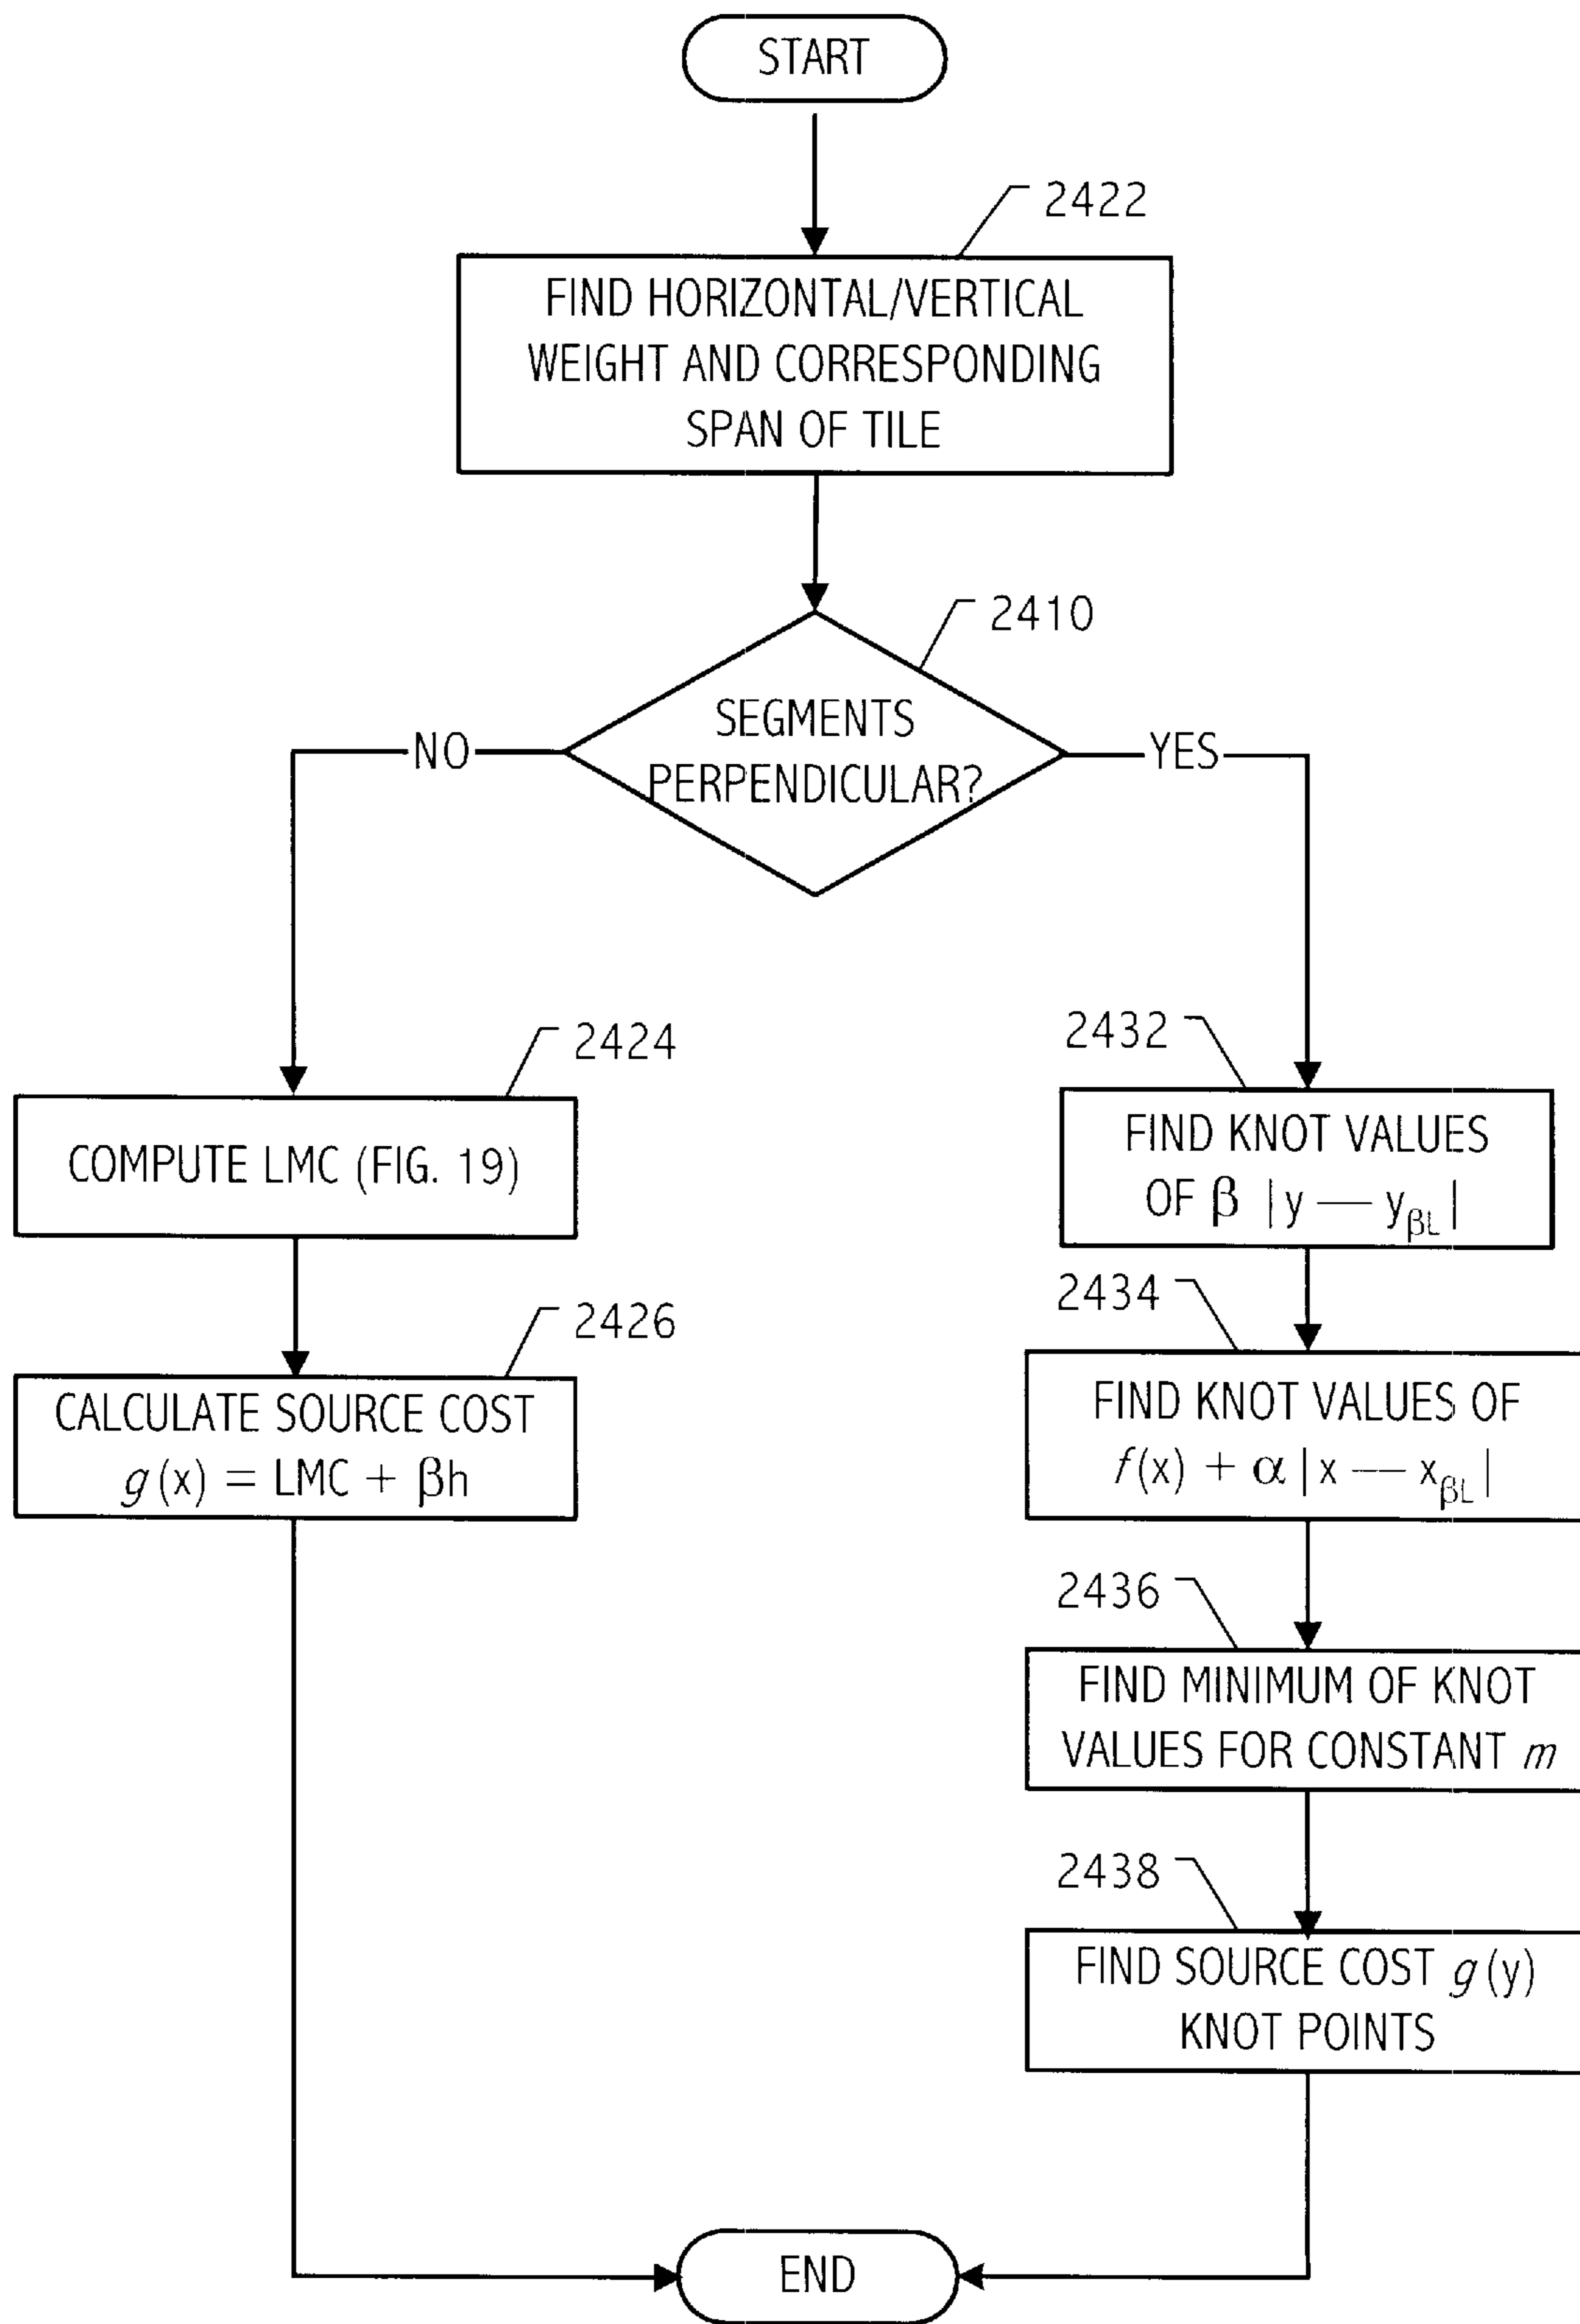 START
2422
FIND HORIZONTAL/VERTICAL
WEIGHT AND CORRESPONDING
SPAN OF TILE
2410
SEGMENTS
PERPENDICULAR?
NO
YES
2424
COMPUTE LMC (FIG. 19)
2426
CALCULATE SOURCE COST
g(x) = LMC + βh
2432
FIND KNOT VALUES
OF β |y — y_βL|
2434
FIND KNOT VALUES OF
f(x) + α |x — x_βL|
2436
FIND MINIMUM OF KNOT
VALUES FOR CONSTANT m
2438
FIND SOURCE COST g(y)
KNOT POINTS
END